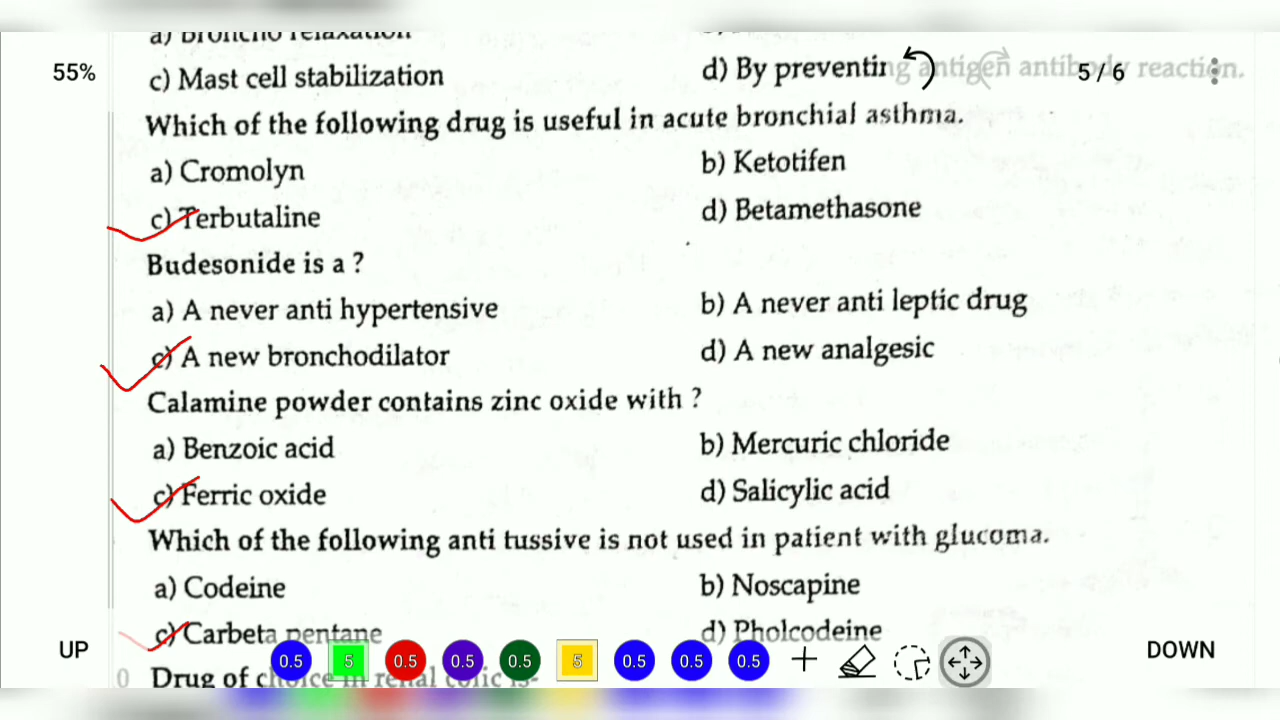 a) Broncho relaxation
55%
c) Mast cell stabilization d) By preventing antigen antibody reaction. 5 / 6
Which of the following drug is useful in acute bronchial asthma.
a) Cromolyn b) Ketotifen
c) Terbutaline d) Betamethasone
Budesonide is a ?
a) A never anti hypertensive b) A never anti leptic drug
c) A new bronchodilator d) A new analgesic
Calamine powder contains zinc oxide with ?
a) Benzoic acid b) Mercuric chloride
c) Ferric oxide d) Salicylic acid
Which of the following anti tussive is not used in patient with glucoma.
a) Codeine b) Noscapine
c) Carbeta pentane d) Pholcodeine
UP 0.5 5 0.5 0.5 0.5 5 0.5 0.5 0.5 DOWN
0 Drug of choice in renal colic is-